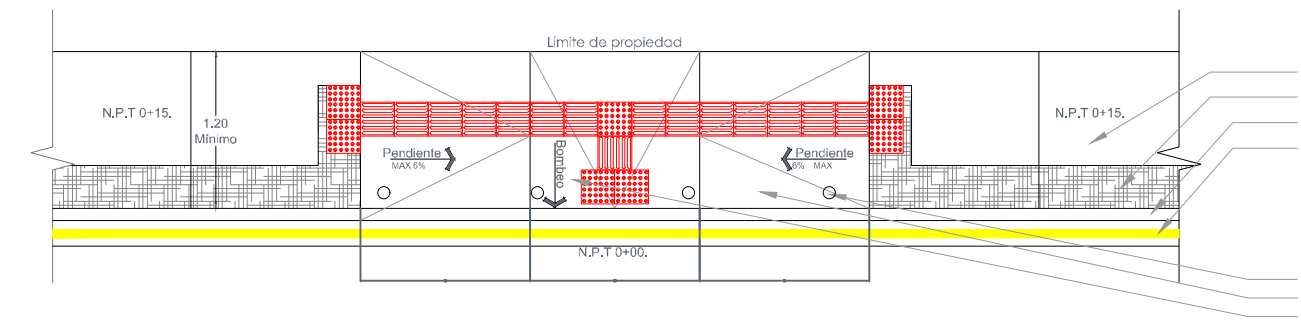 Límite de propiedad
N.P.T 0+15.
1.20
Mínimo
N.P.T 0+15.
Pendiente
MAX 6%
Bombeo
Pendiente
6% MAX
N.P.T 0+00.